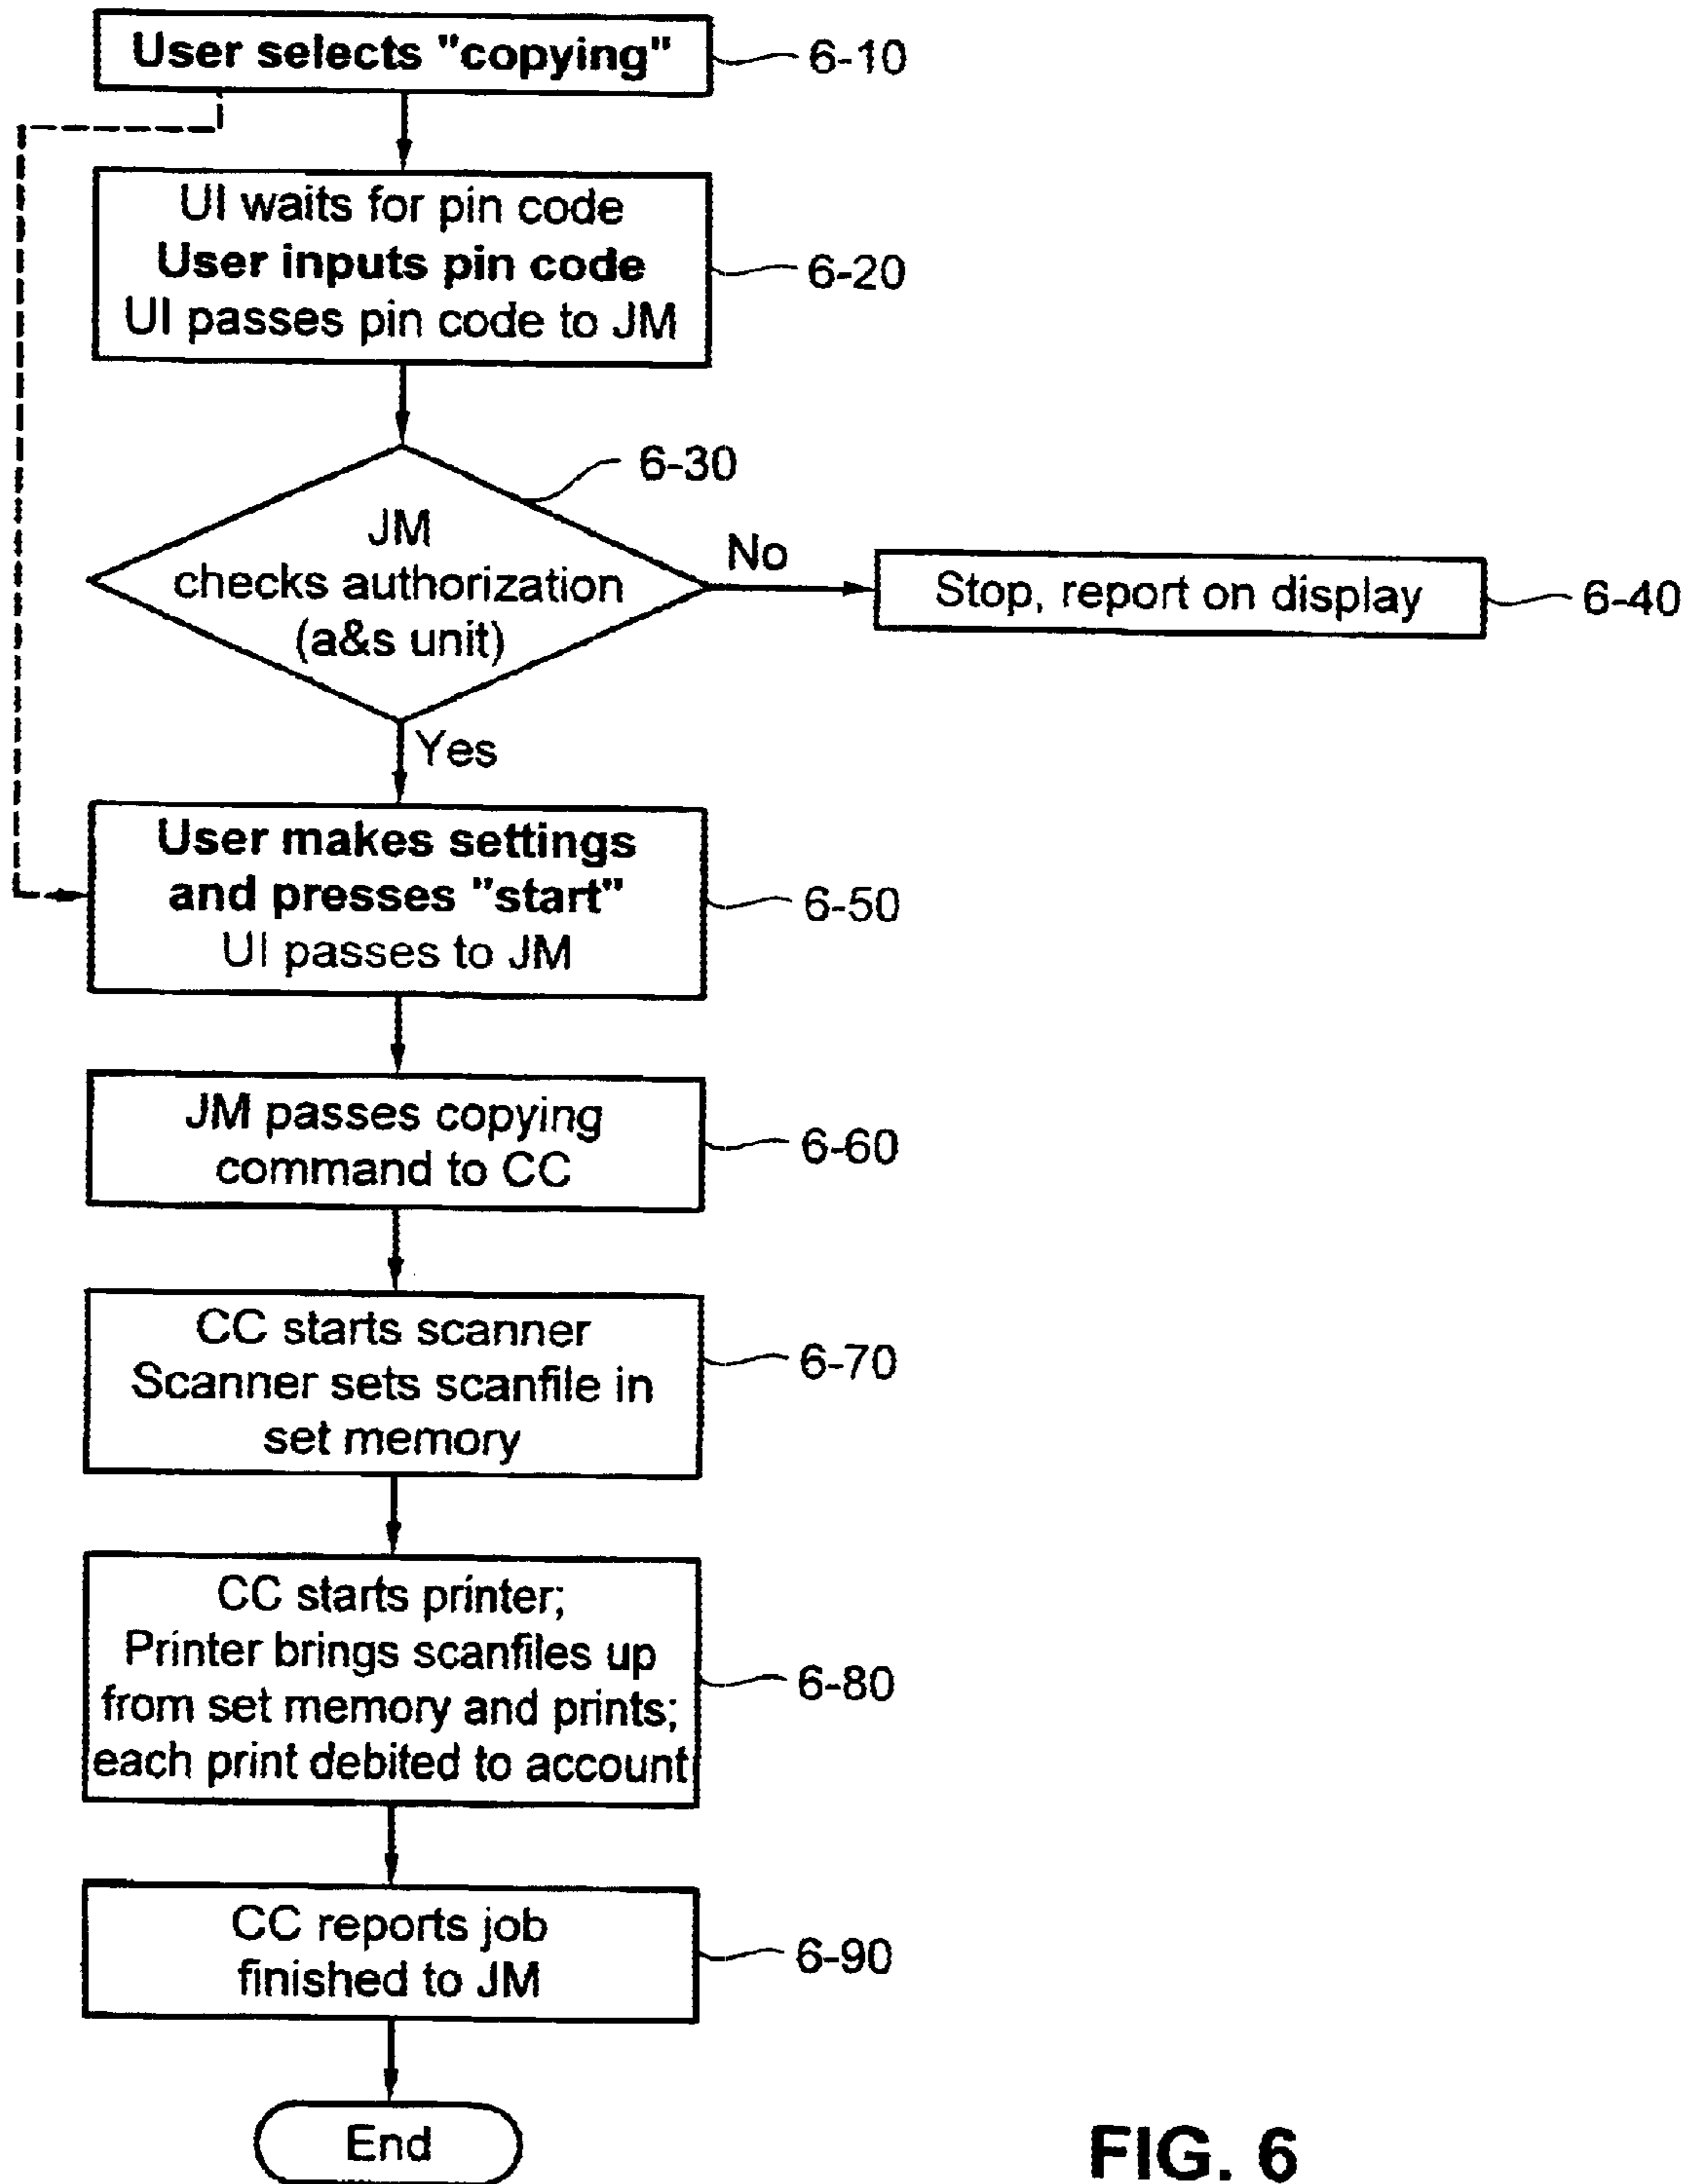 User selects "copying"
6-10
UI waits for pin code
User inputs pin code
UI passes pin code to JM
6-20
6-30
JM
checks authorization
(a&s unit)
No
Stop, report on display
6-40
Yes
User makes settings
and presses "start"
UI passes to JM
6-50
JM passes copying
command to CC
6-60
CC starts scanner
Scanner sets scanfile in
set memory
6-70
CC starts printer;
Printer brings scanfiles up
from set memory and prints;
each print debited to account
6-80
CC reports job
finished to JM
6-90
End
FIG. 6